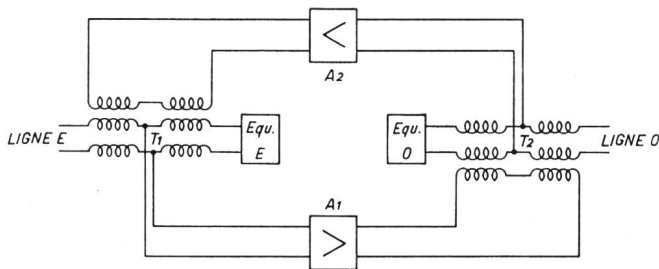 <
A2
LIGNE E
T1
Equ.
E
Equ.
O
T2
LIGNE O
A1
>